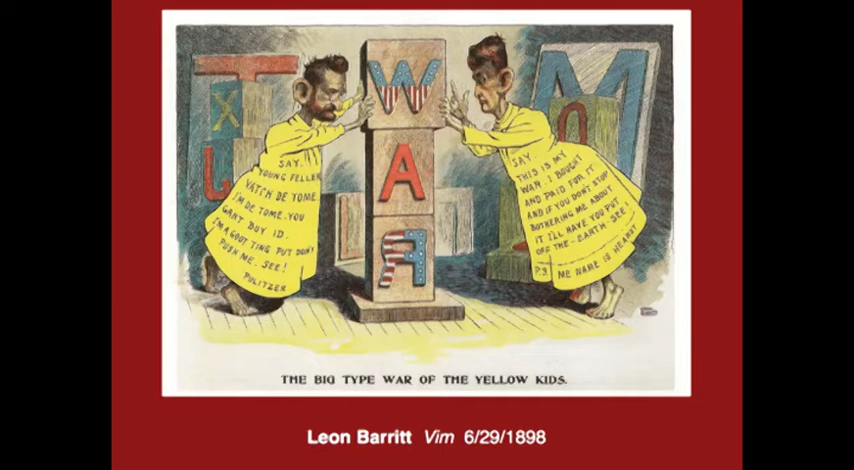 T
X
L
W
A
R
M
O
SAY.
YOUNG FELLER
VATCH DE TOME.
I'M DE TOME. YOU
CAN'T BUY ID.
I'M A GOOT TING PUT DON'T
PUSH ME. SEE!
PULITZER
SAY.
THIS IS MY
WAR. I BOUGHT
AND PAID FOR IT
AND IF YOU DON'T STOP
BOTHERING ME ABOUT
IT I'LL HAVE YOU PUT
OFF THE-EARTH-SEE!
P.S. ME NAME IS HEARST
THE BIG TYPE WAR OF THE YELLOW KIDS.
Leon Barritt Vim 6/29/1898